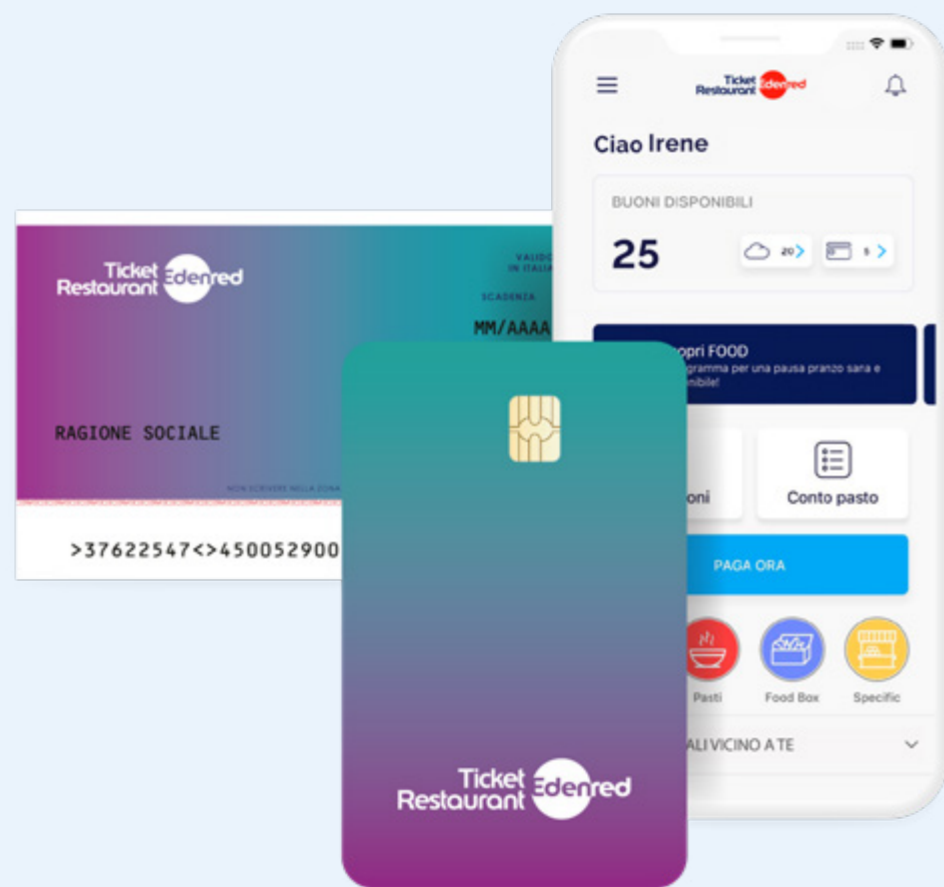 Ticket
Restaurant Edenred
VALIDO
IN ITALIA
SCADENZA
MM/AAAA
RAGIONE SOCIALE
NON SCRIVERE NELLA ZONA
>37622547<>450052900
Ticket
Restaurant Edenred
Ticket
Restaurant Edenred
Ciao Irene
BUONI DISPONIBILI
25
20
5
opri FOOD
gramma per una pausa pranzo sana e
nibile!
oni
Conto pasto
PAGA ORA
Pasti
Food Box
Specific
ALI VICINO A TE